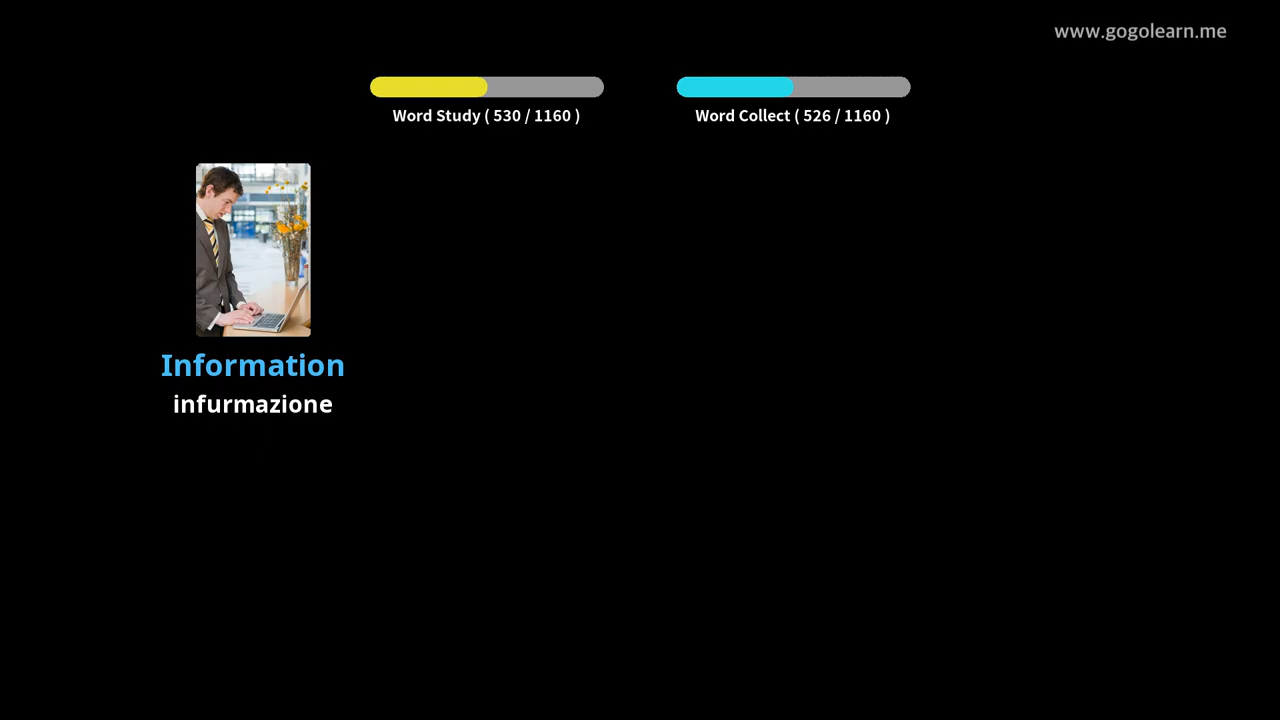 www.gogolearn.me
Word Study ( 530 / 1160 )
Word Collect ( 526 / 1160 )
Information
infurmazione